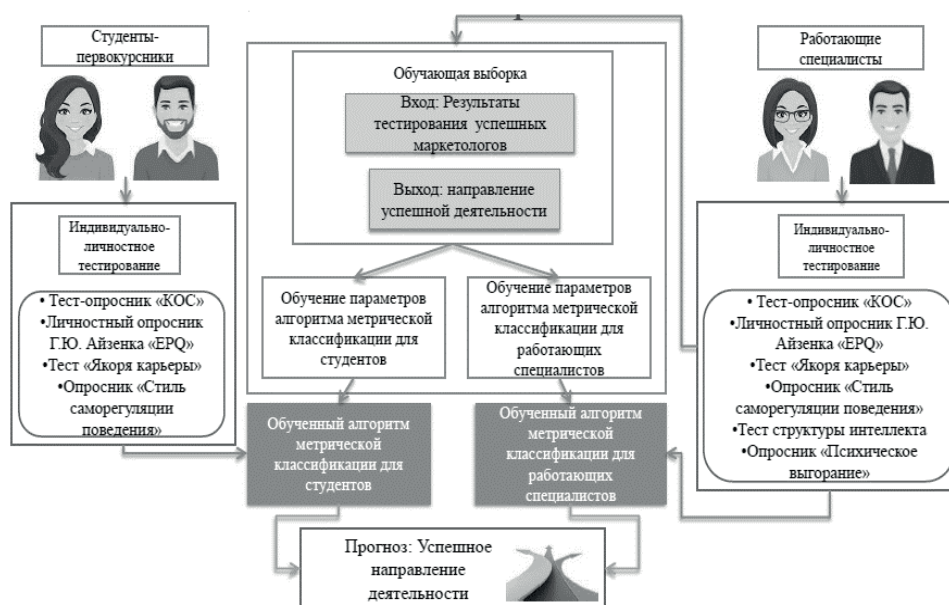 Студенты-
первокурсники
Обучающая выборка
Вход: Результаты
тестирования успешных
маркетологов
Выход: направление
успешной деятельности
Работающие
специалисты
Индивидуально-
личностное
тестирование
• Тест-опросник «КОС»
•Личностный опросник
Г.Ю. Айзенка «EPQ»
•Тест «Якоря карьеры»
•Опросник «Стиль
саморегуляции
поведения»
Обучение параметров
алгоритма метрической
классификации для
студентов
Обучение параметров
алгоритма метрической
классификации для
работающих
специалистов
Индивидуально-
личностное
тестирование
• Тест-опросник «КОС»
•Личностный опросник Г.Ю.
Айзенка «EPQ»
•Тест «Якоря карьеры»
•Опросник «Стиль
саморегуляции поведения»
•Тест структуры интеллекта
•Опросник «Психическое
выгорание»
Обученный алгоритм
метрической
классификации для
студентов
Обученный алгоритм
метрической
классификации для
работающих
специалистов
Прогноз: Успешное
направление
деятельности